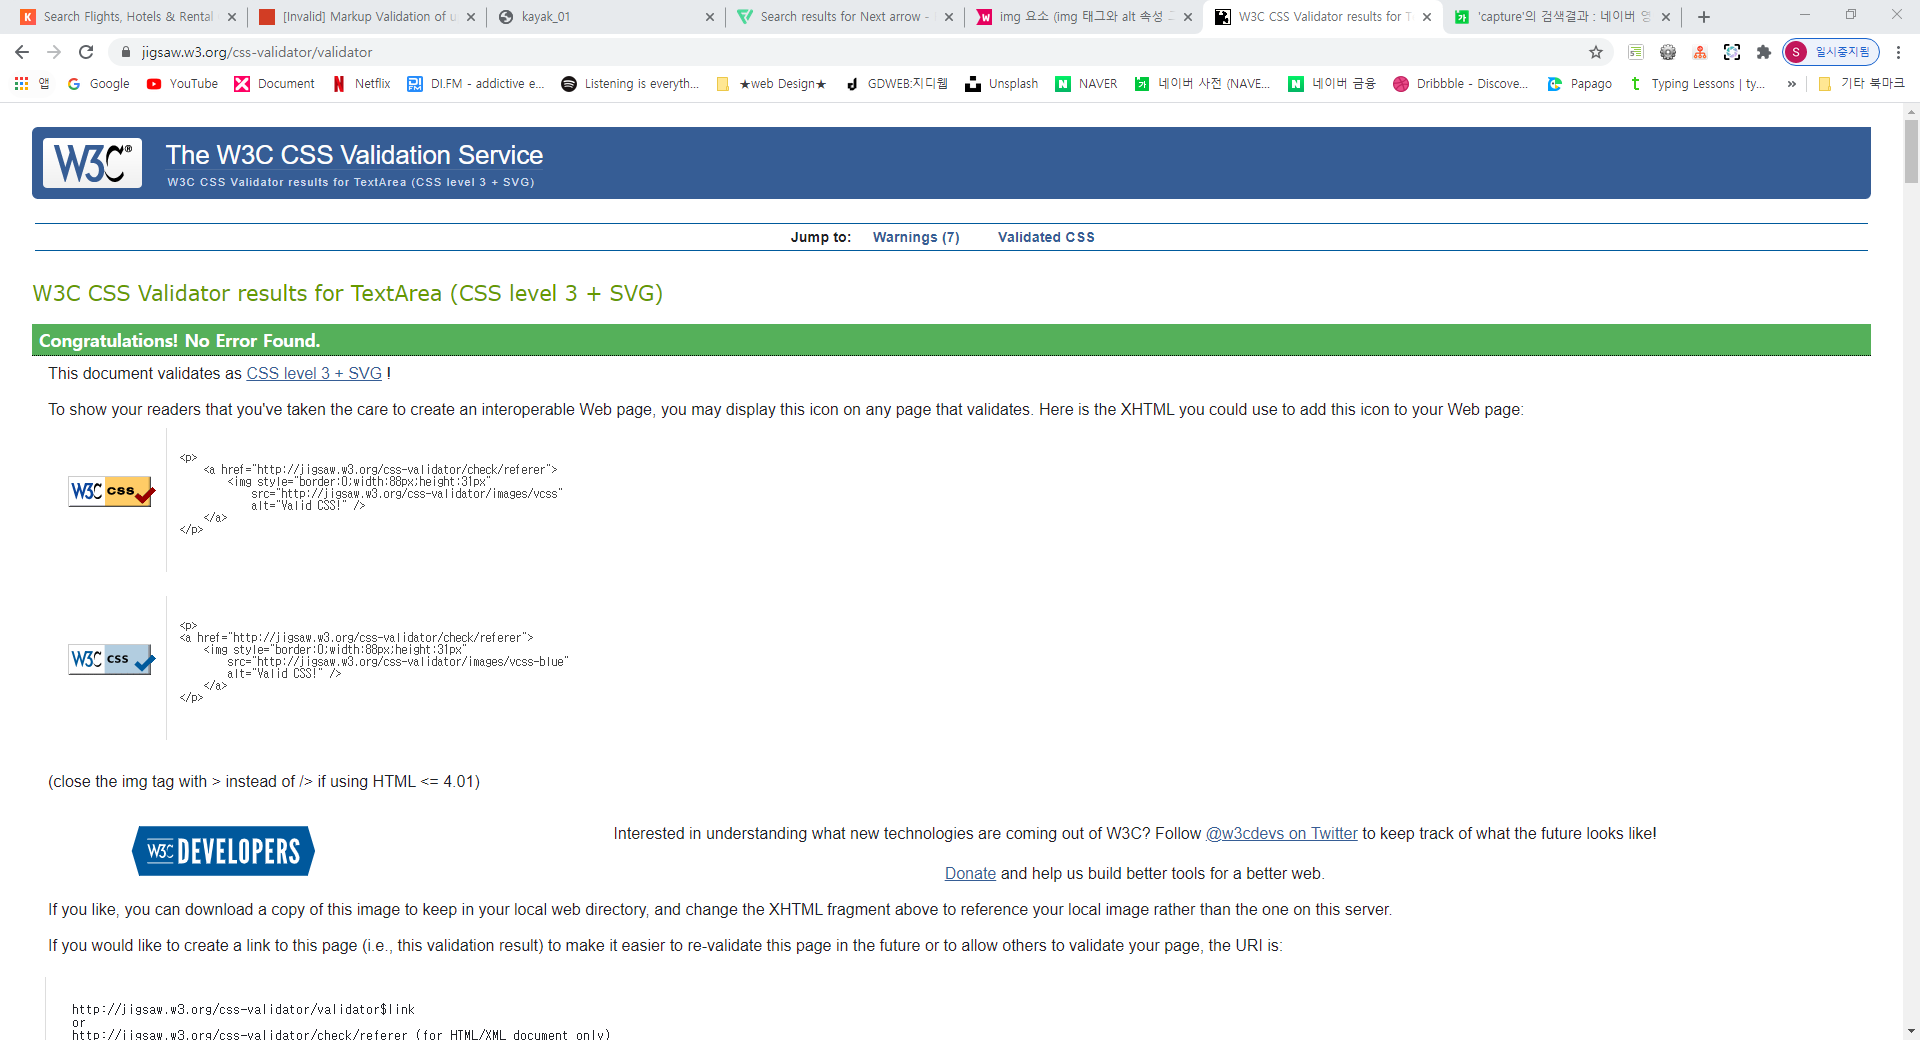 Search Flights, Hotels & Rental
[Invalid] Markup Validation of u
kayak_01
Search results for Next arrow -
img 요소 (img 태그와 alt 속성
W3C CSS Validator results for T
'capture'의 검색결과 : 네이버 영
jigsaw.w3.org/css-validator/validator
S 일시중지됨
앱 Google YouTube Document Netflix DI.FM - addictive e... Listening is everyth... ★web Design★ GDWEB:지디웹 Unsplash NAVER 네이버 사전 (NAVE... 네이버 금융 Dribbble - Discove... Papago Typing Lessons | ty... » 기타 북마크
W3C® The W3C CSS Validation Service
W3C CSS Validator results for TextArea (CSS level 3 + SVG)
Jump to: Warnings (7) Validated CSS
W3C CSS Validator results for TextArea (CSS level 3 + SVG)
Congratulations! No Error Found.
This document validates as CSS level 3 + SVG !
To show your readers that you've taken the care to create an interoperable Web page, you may display this icon on any page that validates. Here is the XHTML you could use to add this icon to your Web page:
W3C css
<p>
<a href="http://jigsaw.w3.org/css-validator/check/referer">
<img style="border:0;width:88px;height:31px"
src="http://jigsaw.w3.org/css-validator/images/vcss"
alt="Valid CSS!" />
</a>
</p>
W3C css
<p>
<a href="http://jigsaw.w3.org/css-validator/check/referer">
<img style="border:0;width:88px;height:31px"
src="http://jigsaw.w3.org/css-validator/images/vcss-blue"
alt="Valid CSS!" />
</a>
</p>
(close the img tag with > instead of /> if using HTML <= 4.01)
W3C DEVELOPERS
Interested in understanding what new technologies are coming out of W3C? Follow @w3cdevs on Twitter to keep track of what the future looks like!
Donate and help us build better tools for a better web.
If you like, you can download a copy of this image to keep in your local web directory, and change the XHTML fragment above to reference your local image rather than the one on this server.
If you would like to create a link to this page (i.e., this validation result) to make it easier to re-validate this page in the future or to allow others to validate your page, the URI is:
http://jigsaw.w3.org/css-validator/validator$link
or
http://jigsaw.w3.org/css-validator/check/referer (for HTML/XML document only)